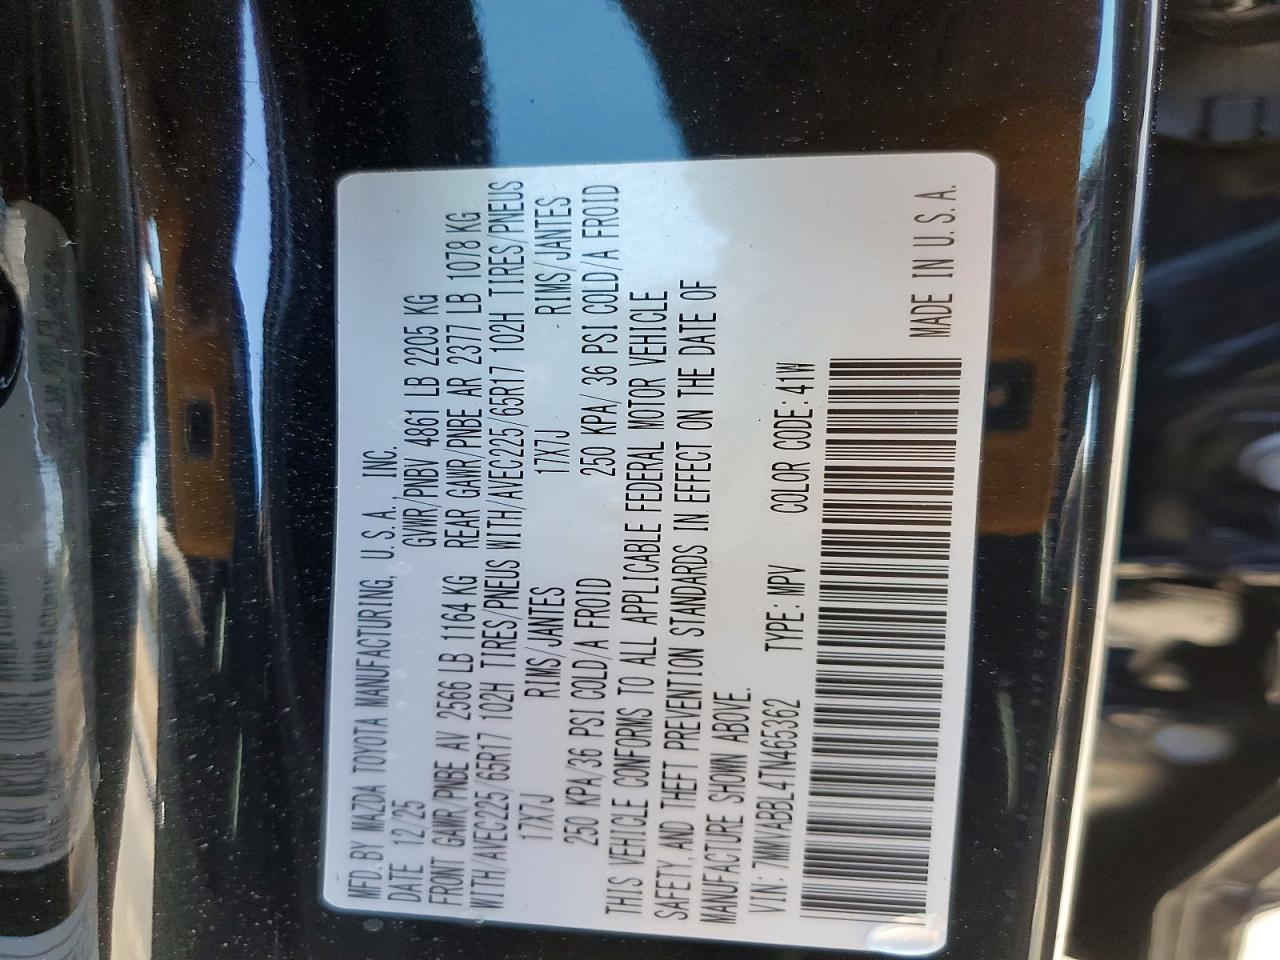 MFD. BY MAZDA TOYOTA MANUFACTURING, U.S.A., INC.
DATE 12/25 GVWR/PNBV 4861 LB 2205 KG
FRONT GAWR/PNBE AV 2566 LB 1164 KG REAR GAWR/PNBE AR 2377 LB 1078 KG
WITH/AVEC225/65R17 102H TIRES/PNEUS WITH/AVEC225/65R17 102H TIRES/PNEUS
17X7J RIMS/JANTES 17X7J RIMS/JANTES
250 KPA/36 PSI COLD/A FROID 250 KPA/ 36 PSI COLD/A FROID
THIS VEHICLE CONFORMS TO ALL APPLICABLE FEDERAL MOTOR VEHICLE
SAFETY, AND THEFT PREVENTION STANDARDS IN EFFECT ON THE DATE OF
MANUFACTURE SHOWN ABOVE.
VIN: 7MMVABBL4TN465362 TYPE: MPV COLOR CODE: 41W
MADE IN U.S.A.